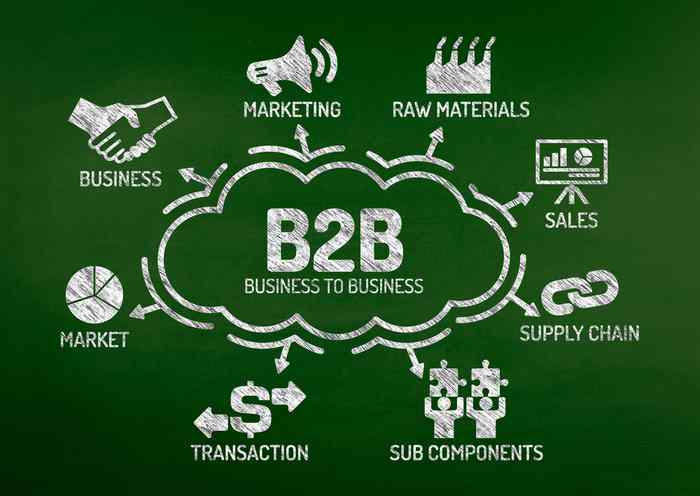 MARKETING
RAW MATERIALS
BUSINESS
SALES
B2B
BUSINESS TO BUSINESS
MARKET
SUPPLY CHAIN
$
TRANSACTION
SUB COMPONENTS